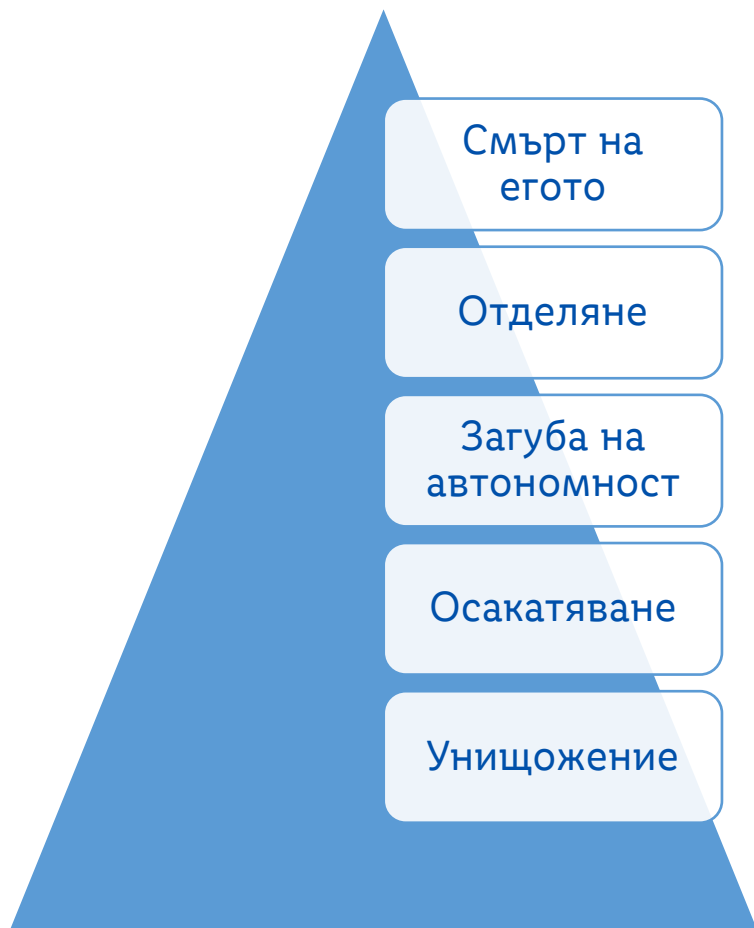 Смърт на
егото
Отделяне
Загуба на
автономност
Осакатяване
Унищожение